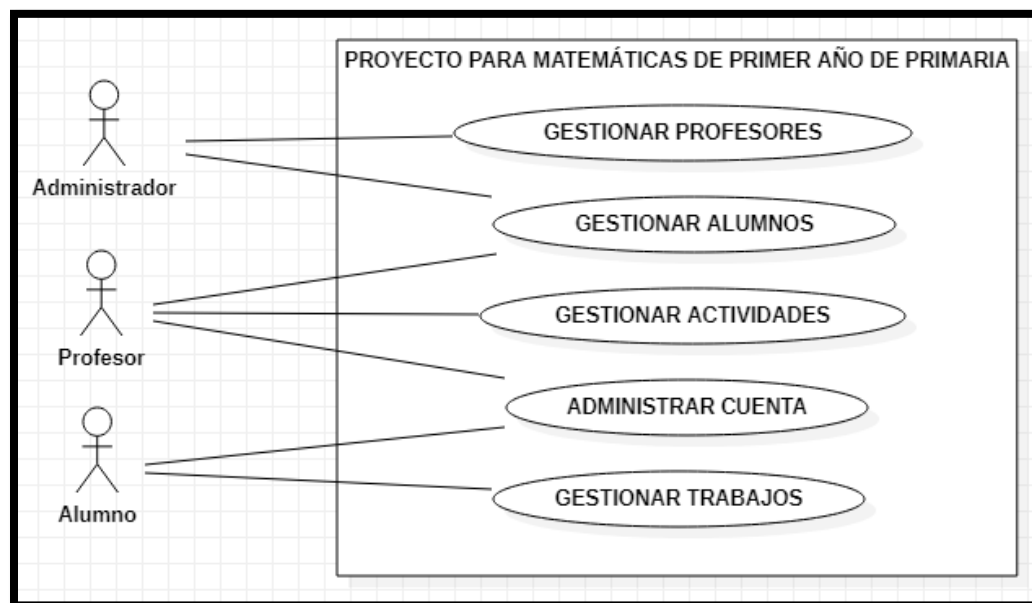 PROYECTO PARA MATEMÁTICAS DE PRIMER AÑO DE PRIMARIA
GESTIONAR PROFESORES
Administrador
GESTIONAR ALUMNOS
GESTIONAR ACTIVIDADES
Profesor
ADMINISTRAR CUENTA
GESTIONAR TRABAJOS
Alumno